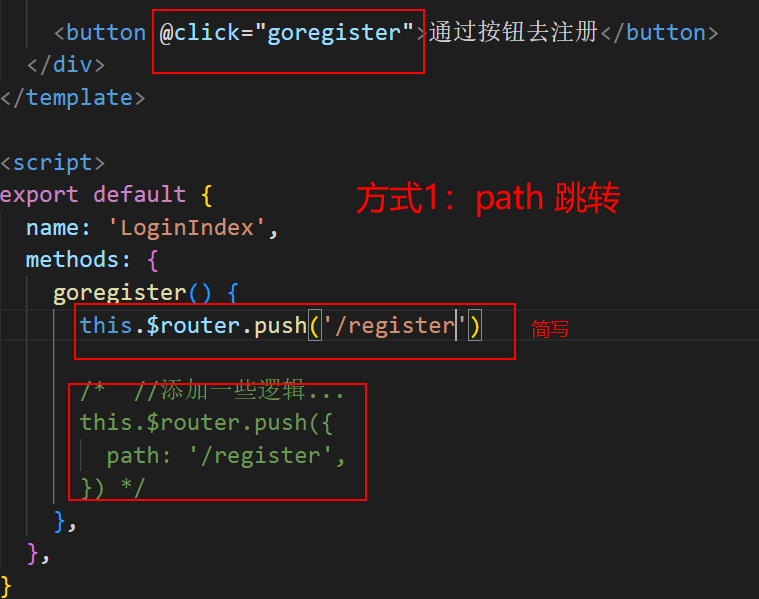 <button @click="goregister">通过按钮去注册</button>
</div>
</template>
<script>
export default {
方式1：path 跳转
name: 'LoginIndex',
methods: {
goregister() {
this.$router.push('/register')
简写
/* //添加一些逻辑...
this.$router.push({
path: '/register',
}) */
},
},
}